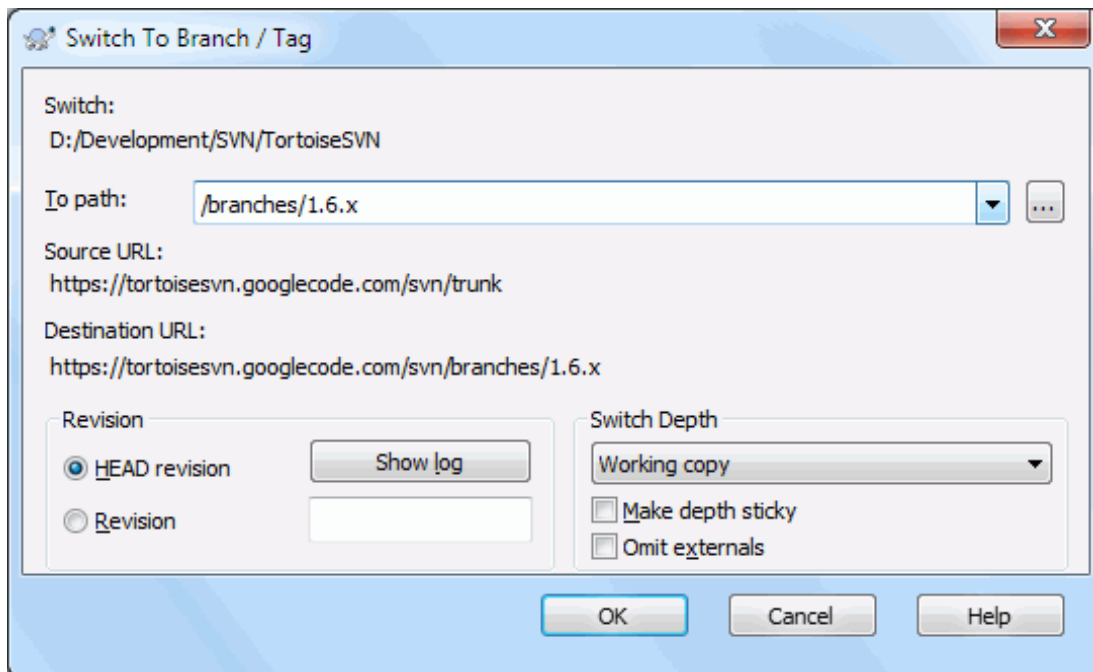 Switch To Branch / Tag
Switch:
D:/Development/SVN/TortoiseSVN
To path:
/branches/1.6.x
...
Source URL:
https://tortoisesvn.googlecode.com/svn/trunk
Destination URL:
https://tortoisesvn.googlecode.com/svn/branches/1.6.x
Revision
HEAD revision
Show log
Revision
Switch Depth
Working copy
Make depth sticky
Omit externals
OK
Cancel
Help